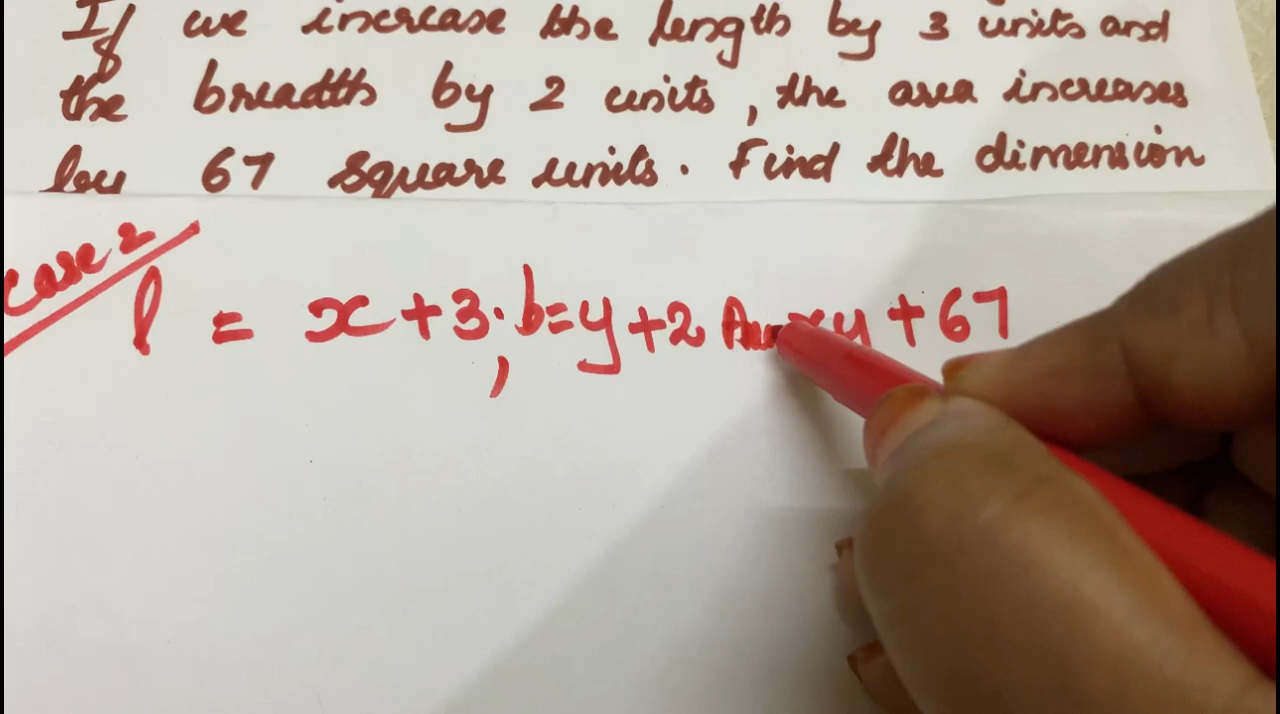 If we increase the length by 3 units and
the breadth by 2 units, the area increases
by 67 square units. Find the dimension
case 2
l = x+3; b=y+2 xy+67